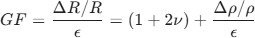 GF = \frac{\Delta R/R}{\epsilon} = (1 + 2\nu) + \frac{\Delta\rho/\rho}{\epsilon}